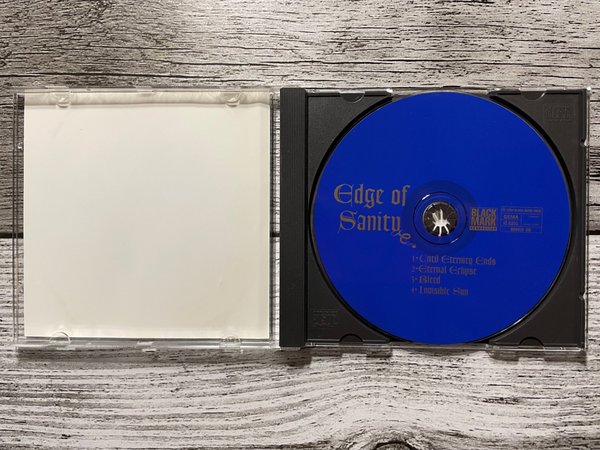 Edge of
Sanity
BLACK
MARK
1·Until Eternity Ends
2·Eternal Eclipse
3·Bleed
4·Invisible Sun